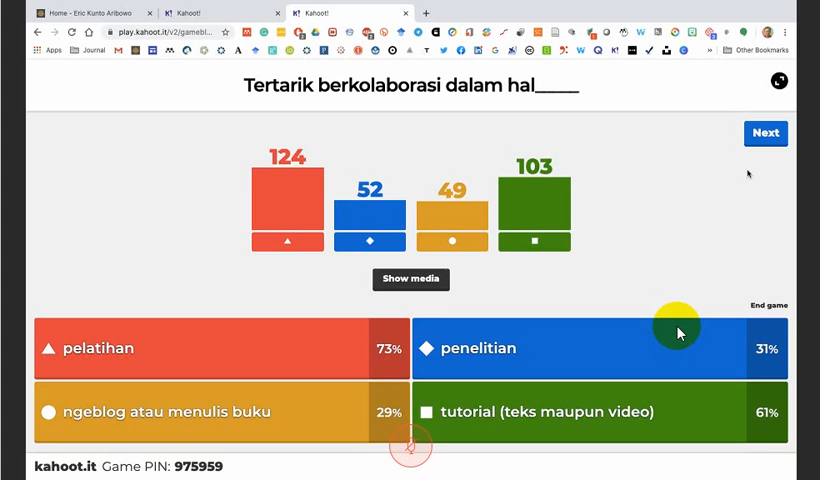 Home - Eric Kunto Aribowo
Kahoot!
Kahoot!
play.kahoot.it/v2/gamebl...
Apps
Journal
Other Bookmarks
Tertarik berkolaborasi dalam hal_____
Next
124
52
49
103
Show media
End game
pelatihan
73%
penelitian
31%
ngeblog atau menulis buku
29%
tutorial (teks maupun video)
61%
kahoot.it Game PIN: 975959